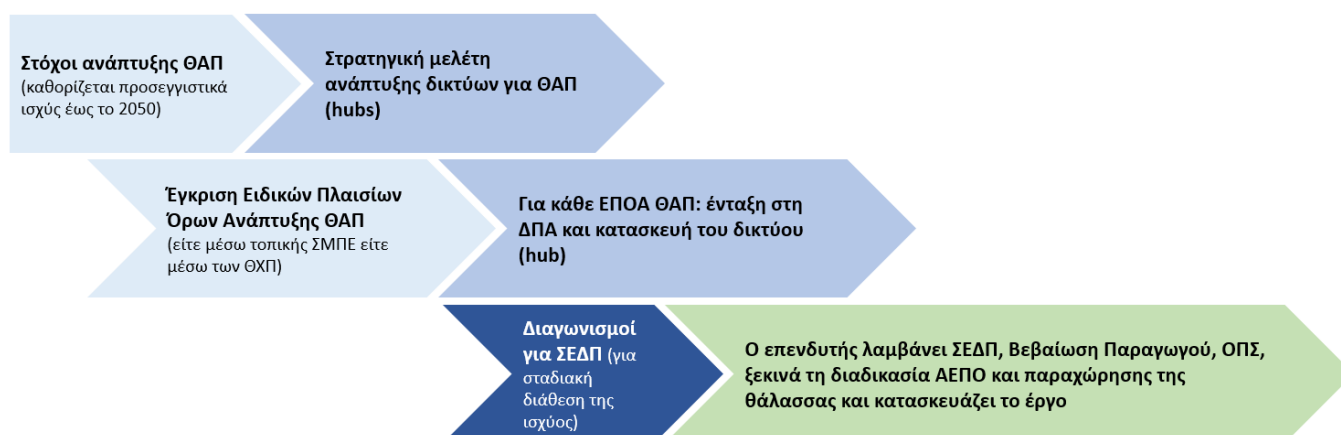 Στόχοι ανάπτυξης ΘΑΠ
(καθορίζεται προσεγγιστικά
ισχύς έως το 2050)
Στρατηγική μελέτη
ανάπτυξης δικτύων για ΘΑΠ
(hubs)
Έγκριση Ειδικών Πλαισίων
Όρων Ανάπτυξης ΘΑΠ
(είτε μέσω τοπικής ΣΜΠΕ είτε
μέσω των ΘΧΠ)
Για κάθε ΕΠΟΑ ΘΑΠ: ένταξη στη
ΔΠΑ και κατασκευή του δικτύου
(hub)
Διαγωνισμοί
για ΣΕΔΠ (για
σταδιακή
διάθεση της
ισχύος)
Ο επενδυτής λαμβάνει ΣΕΔΠ, Βεβαίωση Παραγωγού, ΟΠΣ,
ξεκινά τη διαδικασία ΑΕΠΟ και παραχώρησης της
θάλασσας και κατασκευάζει το έργο